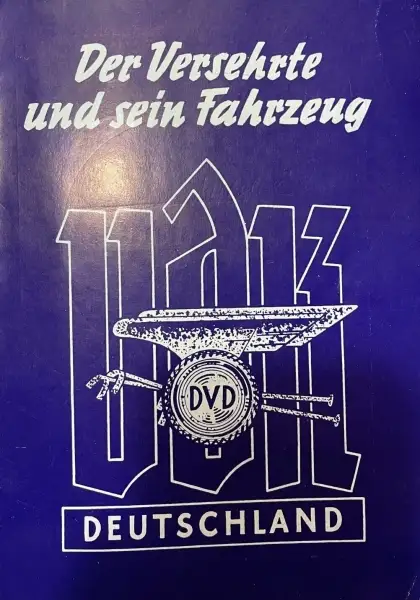 Der Versehrte
und sein Fahrzeug
VdK
DVD
DEUTSCHLAND